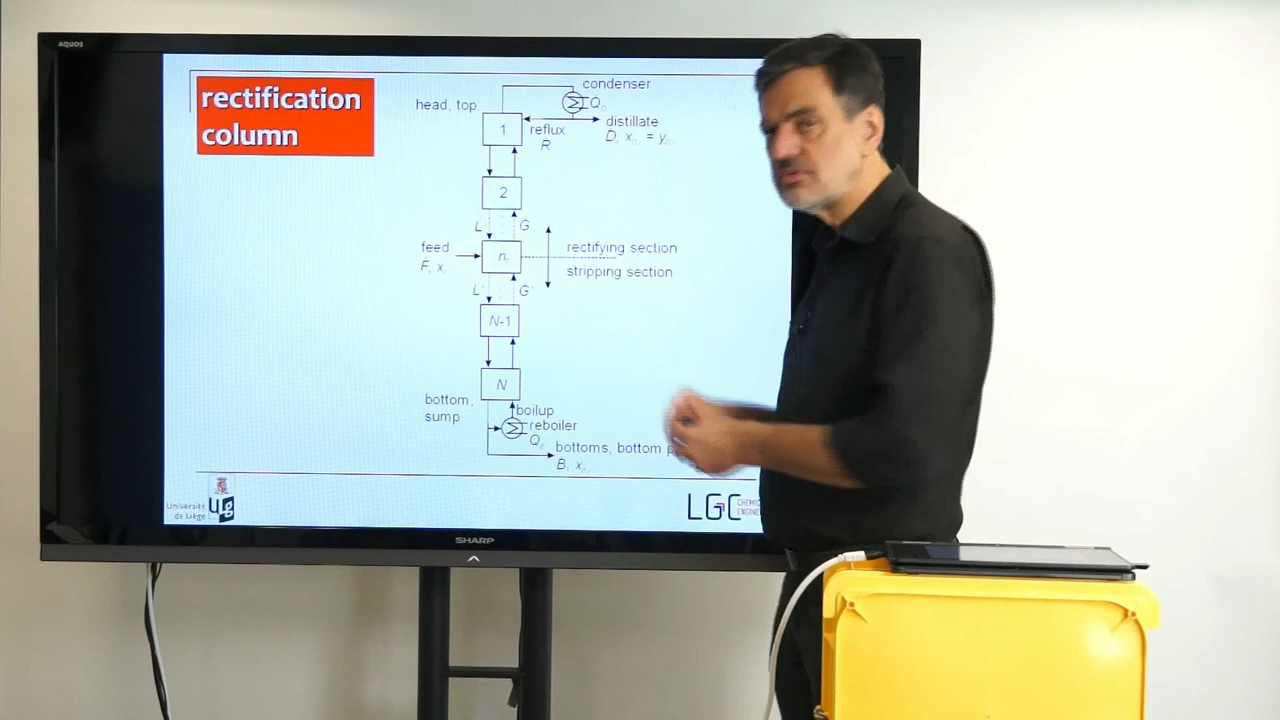 AQUOS
rectification
column
condenser
head, top
Q
1
reflux
Ṙ
distillate
Ḋ, x = y
2
L̇
Ġ
feed
Ḟ, x
n
rectifying section
stripping section
L̇'
Ġ'
N-1
N
bottom,
sump
boilup
reboiler
Q
bottoms, bottom
Ḃ, x
Université
de Liège
LGC
SHARP